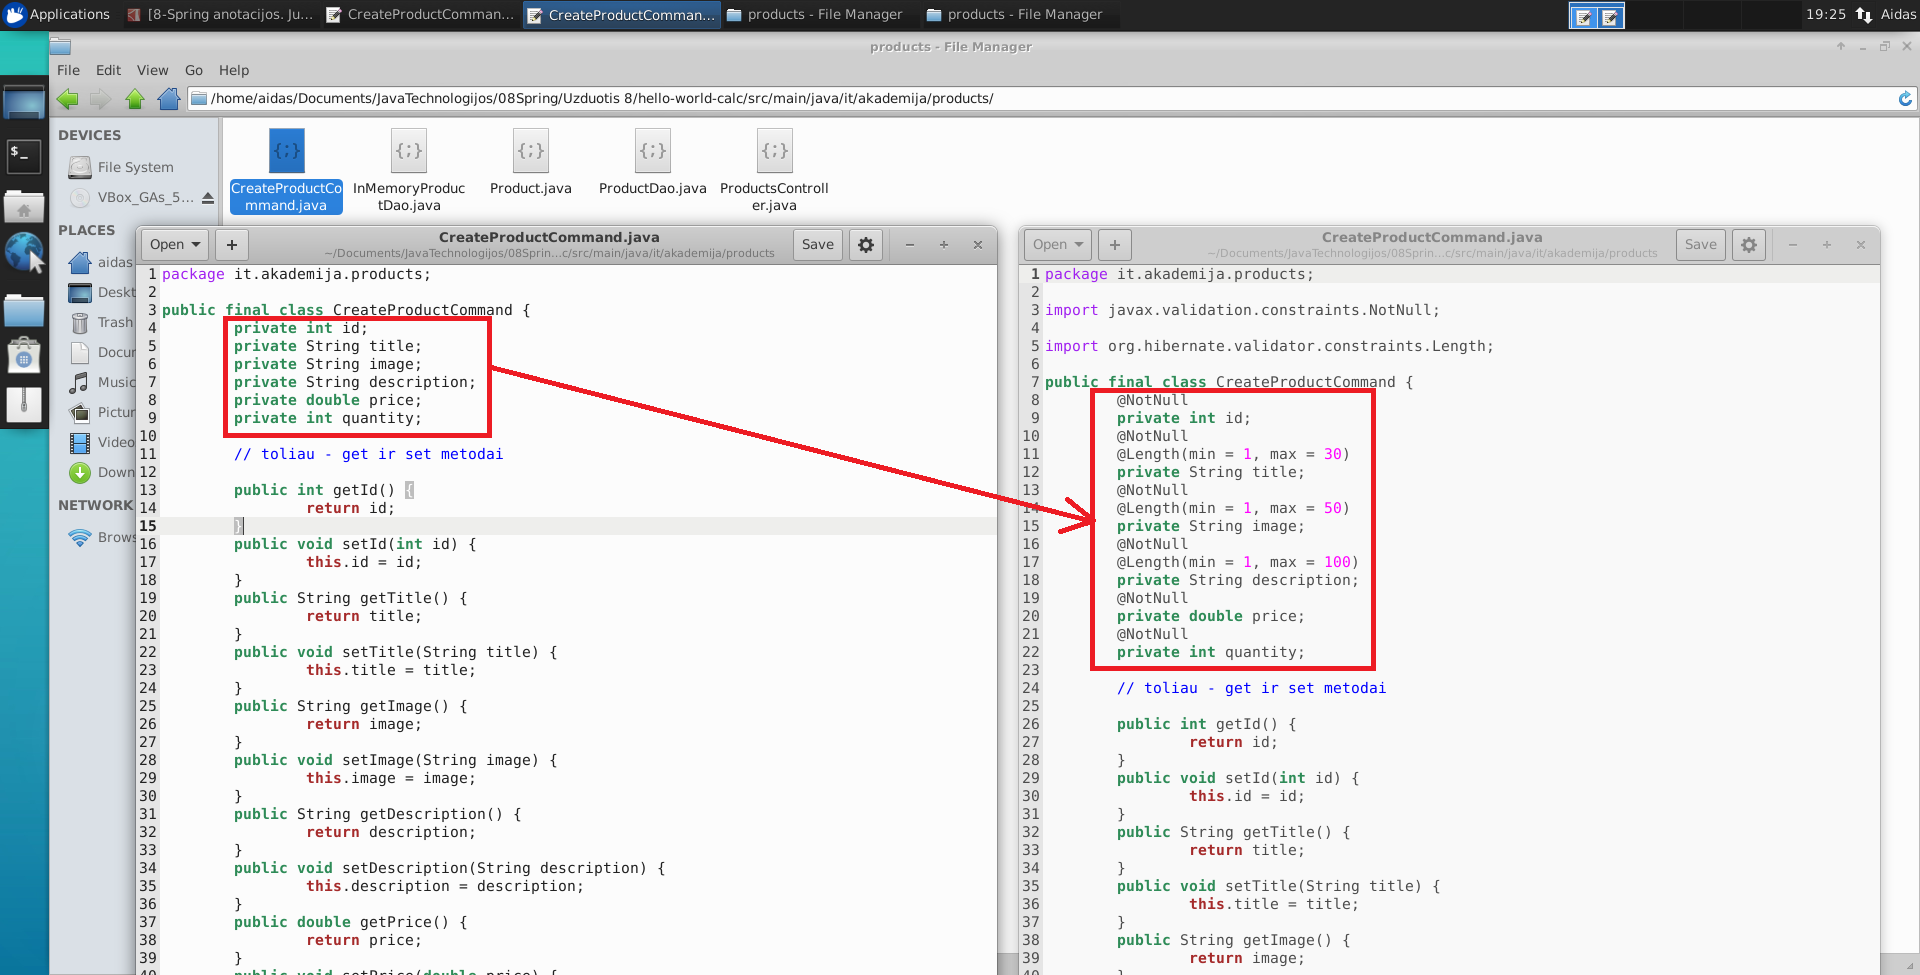 Applications
[8-Spring anotacijos. Ju...
CreateProductComman...
CreateProductComman...
products - File Manager
products - File Manager
19:25
Aidas
products - File Manager
File Edit View Go Help
/home/aidas/Documents/JavaTechnologijos/08Spring/Uzduotis 8/hello-world-calc/src/main/java/it/akademija/products/
DEVICES
File System
VBox_GAs_5...
PLACES
aidas
Deskt
Trash
Docur
Music
Pictur
Video
Down
NETWORK
Brows
CreateProductCo
mmand.java
InMemoryProduc
tDao.java
Product.java
ProductDao.java
ProductsControll
er.java
Open
+
CreateProductCommand.java
~/Documents/JavaTechnologijos/08Sprin...c/src/main/java/it/akademija/products
Save
1 package it.akademija.products;
2
3 public final class CreateProductCommand {
4 private int id;
5 private String title;
6 private String image;
7 private String description;
8 private double price;
9 private int quantity;
10
11 // toliau - get ir set metodai
12
13 public int getId() {
14 return id;
15 }
16 public void setId(int id) {
17 this.id = id;
18 }
19 public String getTitle() {
20 return title;
21 }
22 public void setTitle(String title) {
23 this.title = title;
24 }
25 public String getImage() {
26 return image;
27 }
28 public void setImage(String image) {
29 this.image = image;
30 }
31 public String getDescription() {
32 return description;
33 }
34 public void setDescription(String description) {
35 this.description = description;
36 }
37 public double getPrice() {
38 return price;
39 }
40 public void setPrice(double price) {
Open
+
CreateProductCommand.java
~/Documents/JavaTechnologijos/08Sprin...c/src/main/java/it/akademija/products
Save
1 package it.akademija.products;
2
3 import javax.validation.constraints.NotNull;
4
5 import org.hibernate.validator.constraints.Length;
6
7 public final class CreateProductCommand {
8 @NotNull
9 private int id;
10 @NotNull
11 @Length(min = 1, max = 30)
12 private String title;
13 @NotNull
14 @Length(min = 1, max = 50)
15 private String image;
16 @NotNull
17 @Length(min = 1, max = 100)
18 private String description;
19 @NotNull
20 private double price;
21 @NotNull
22 private int quantity;
23
24 // toliau - get ir set metodai
25
26 public int getId() {
27 return id;
28 }
29 public void setId(int id) {
30 this.id = id;
31 }
32 public String getTitle() {
33 return title;
34 }
35 public void setTitle(String title) {
36 this.title = title;
37 }
38 public String getImage() {
39 return image;